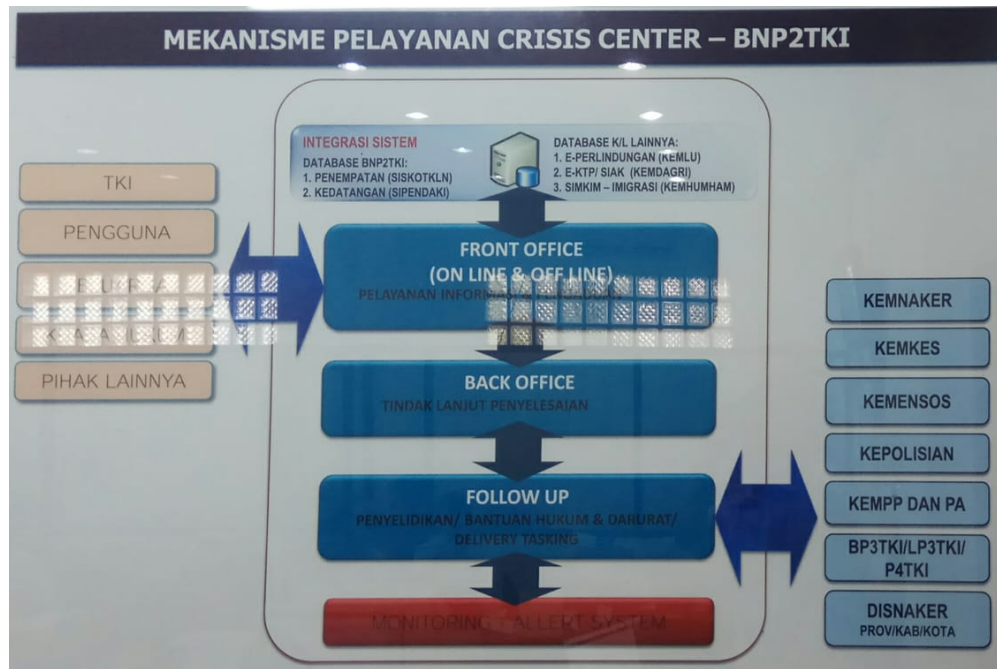 MEKANISME PELAYANAN CRISIS CENTER – BNP2TKI
INTEGRASI SISTEM
DATABASE BNP2TKI:
1. PENEMPATAN (SISKOTKLN)
2. KEDATANGAN (SIPENDAKI)
DATABASE K/L LAINNYA:
1. E-PERLINDUNGAN (KEMLU)
2. E-KTP/ SIAK (KEMDAGRI)
3. SIMKIM – IMIGRASI (KEMHUMHAM)
TKI
PENGGUNA
PIHAK LAINNYA
FRONT OFFICE
(ON LINE & OFF LINE)
PELAYANAN INFORMASI & PENGADUAN
BACK OFFICE
TINDAK LANJUT PENYELESAIAN
FOLLOW UP
PENYELIDIKAN/ BANTUAN HUKUM & DARURAT/
DELIVERY TASKING
MONITORING / ALLERT SYSTEM
KEMNAKER
KEMKES
KEMENSOS
KEPOLISIAN
KEMPP DAN PA
BP3TKI/LP3TKI/
P4TKI
DISNAKER
PROV/KAB/KOTA